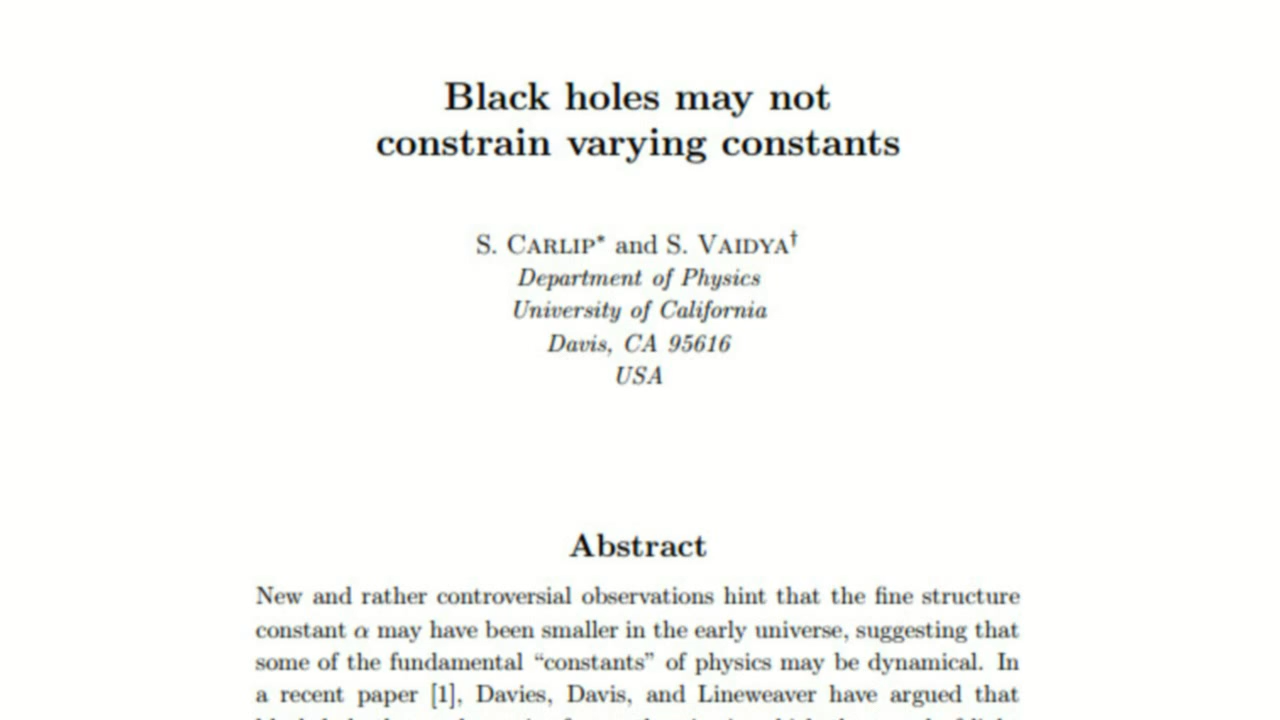 Black holes may not
constrain varying constants
S. CARLIP* and S. VAIDYA†
Department of Physics
University of California
Davis, CA 95616
USA
Abstract
New and rather controversial observations hint that the fine structure
constant α may have been smaller in the early universe, suggesting that
some of the fundamental “constants” of physics may be dynamical. In
a recent paper [1], Davies, Davis, and Lineweaver have argued that